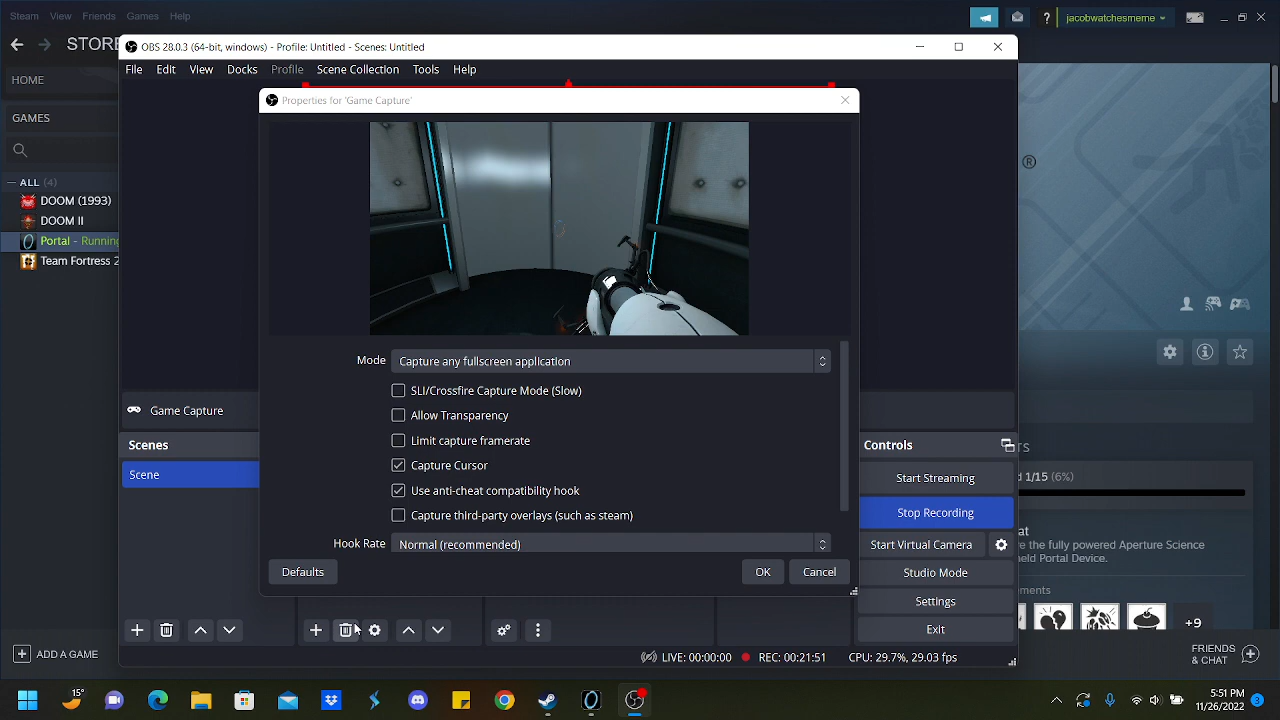 Steam View Friends Games Help
? jacobwatchesmeme
STORE
OBS 28.0.3 (64-bit, windows) - Profile: Untitled - Scenes: Untitled
File Edit View Docks Profile Scene Collection Tools Help
HOME
Properties for 'Game Capture'
GAMES
®
ALL (4)
DOOM (1993)
DOOM II
Portal - Running
Team Fortress 2
Mode Capture any fullscreen application
SLI/Crossfire Capture Mode (Slow)
Allow Transparency
Game Capture
Limit capture framerate
Scenes
Controls
Capture Cursor
Scene
1/15 (6%)
Start Streaming
Use anti-cheat compatibility hook
Stop Recording
Capture third-party overlays (such as steam)
Hook Rate Normal (recommended)
Start Virtual Camera
the fully powered Aperture Science
Portal Device.
Defaults OK Cancel
Studio Mode
Settings
+9
Exit
ADD A GAME
FRIENDS
& CHAT
LIVE: 00:00:00 REC: 00:21:51 CPU: 29.7%, 29.03 fps
15°
5:51 PM
11/26/2022
3